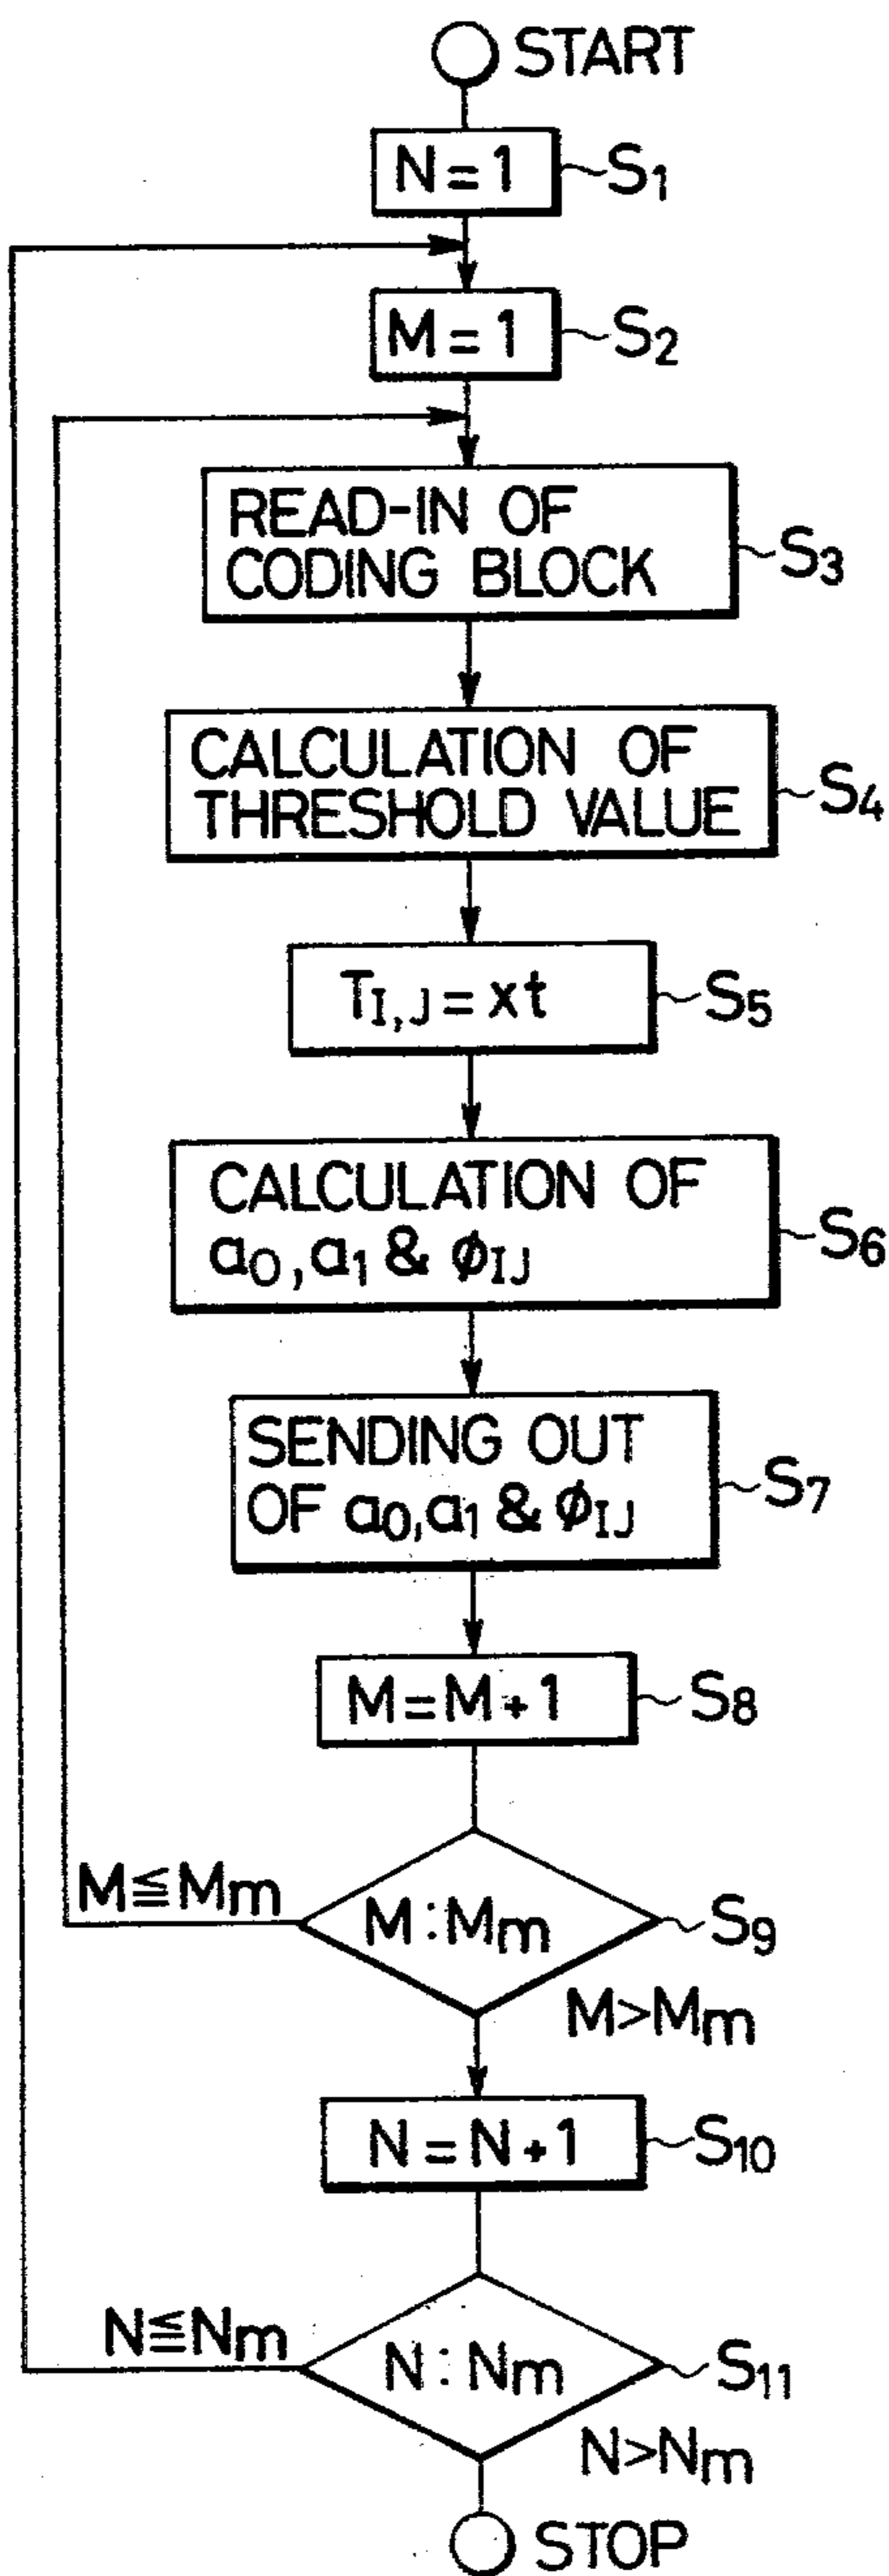 START
N = 1 S1
M = 1 S2
READ-IN OF
CODING BLOCK S3
CALCULATION OF
THRESHOLD VALUE S4
TI,J = xt S5
CALCULATION OF
a0, a1 & ϕIJ S6
SENDING OUT
OF a0, a1 & ϕIJ S7
M = M + 1 S8
M ≦ Mm M : Mm S9
M > Mm
N = N + 1 S10
N ≦ Nm N : Nm S11
N > Nm
STOP